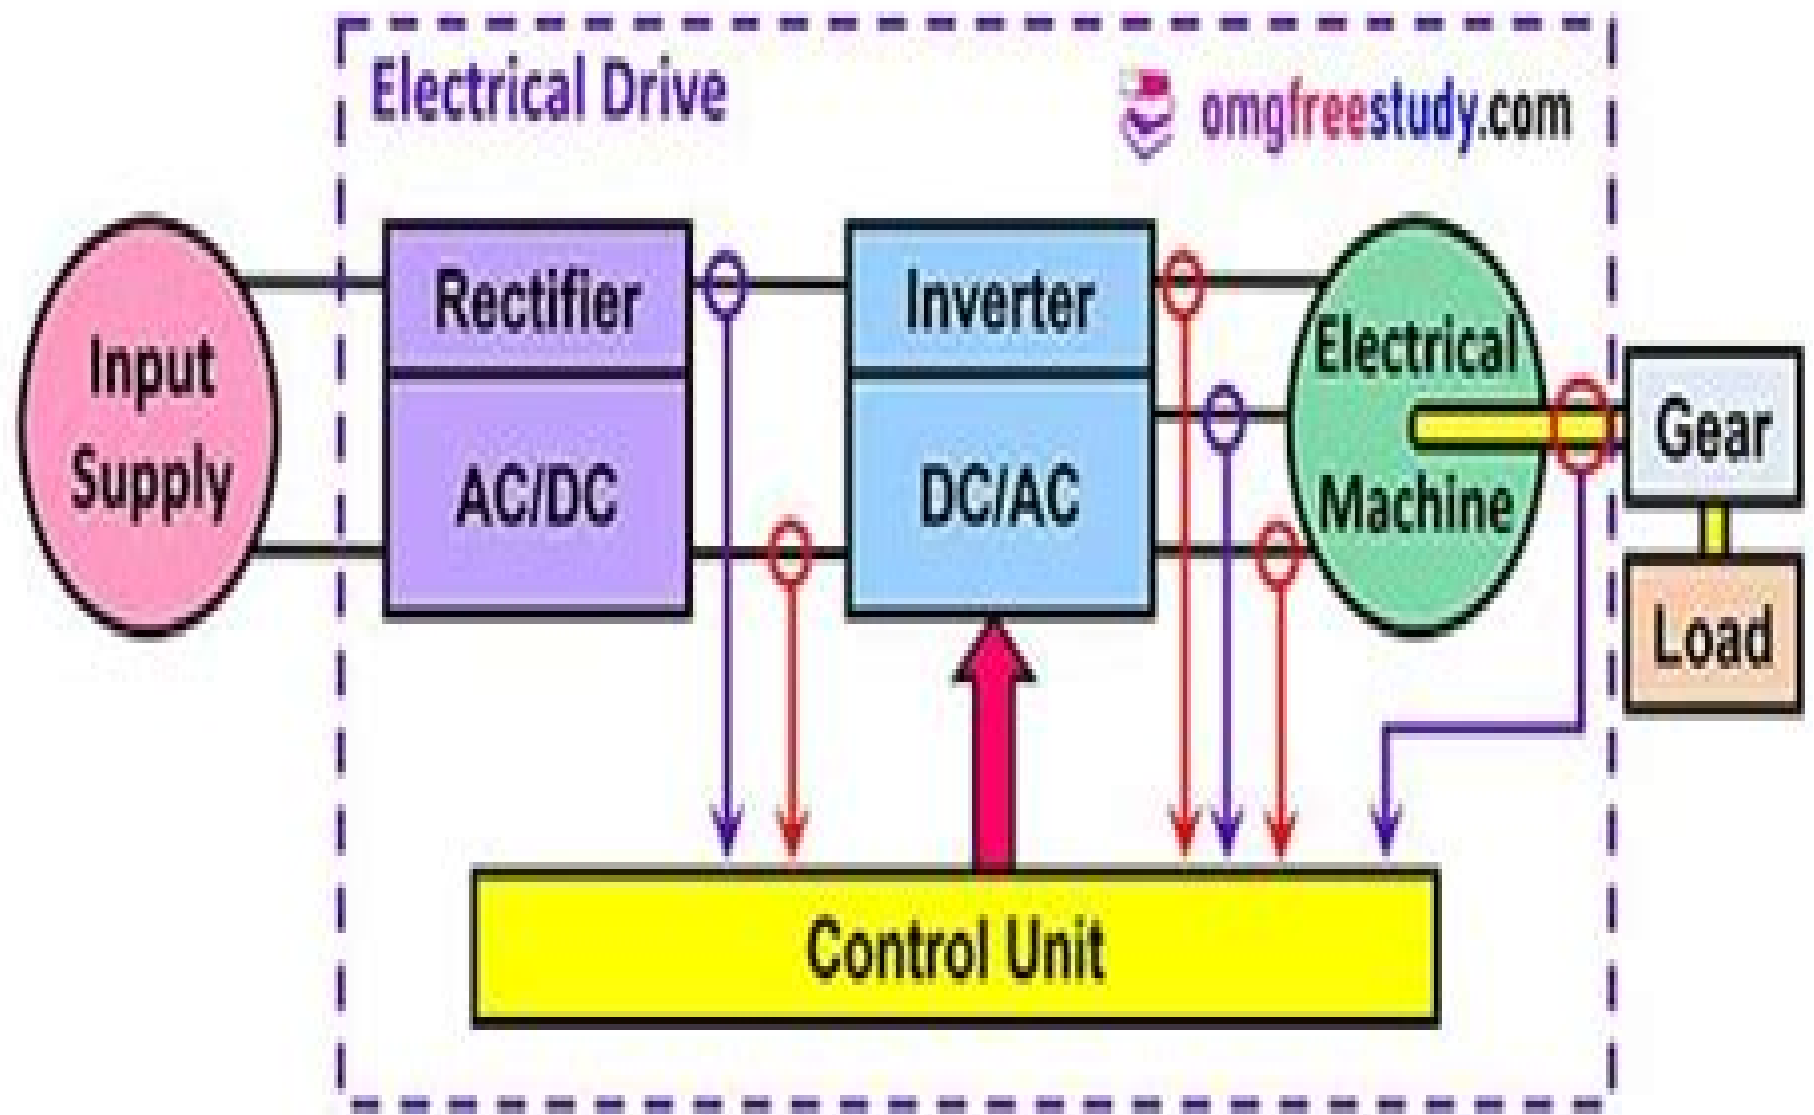 Electrical Drive
omgfreestudy.com
Input
Supply
Rectifier
AC/DC
Inverter
DC/AC
Electrical
Machine
Gear
Load
Control Unit